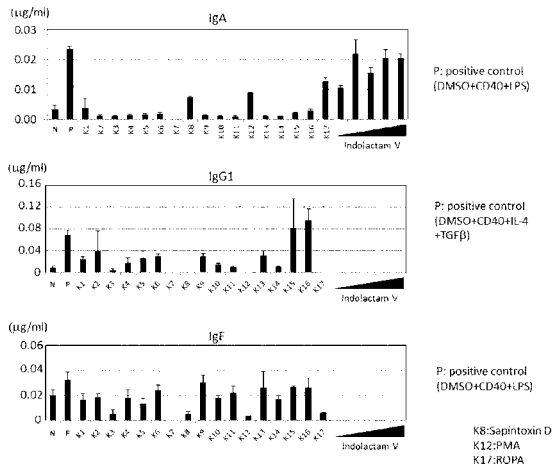 (μg/ml)
IgA
0.03
0.02
0.01
0.00
N P K1 K2 K3 K4 K5 K6 K7 K8 K9 K10 K11 K12 K13 K14 K15 K16 K17
Indolactam V
P: positive control
(DMSO+CD40+LPS)
(μg/ml)
IgG1
0.16
0.12
0.08
0.04
0
N P K1 K2 K3 K4 K5 K6 K7 K8 K9 K10 K11 K12 K13 K14 K15 K16 K17
Indolactam V
P: positive control
(DMSO+CD40+IL-4
+TGFβ)
(μg/ml)
IgE
0.06
0.04
0.02
0
N P K1 K2 K3 K4 K5 K6 K7 K8 K9 K10 K11 K12 K13 K14 K15 K16 K17
Indolactam V
P: positive control
(DMSO+CD40+LPS)
K8:Sapintoxin D
K12:PMA
K17:ROPA